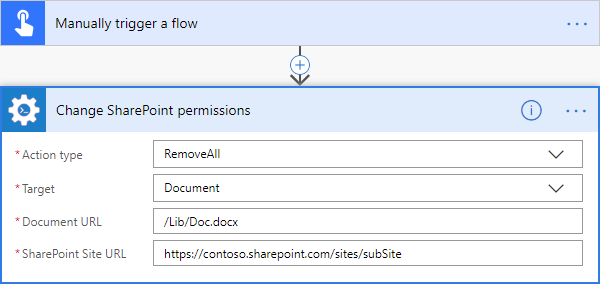 Manually trigger a flow
Change SharePoint permissions
* Action type RemoveAll
* Target Document
* Document URL /Lib/Doc.docx
* SharePoint Site URL https://contoso.sharepoint.com/sites/subSite